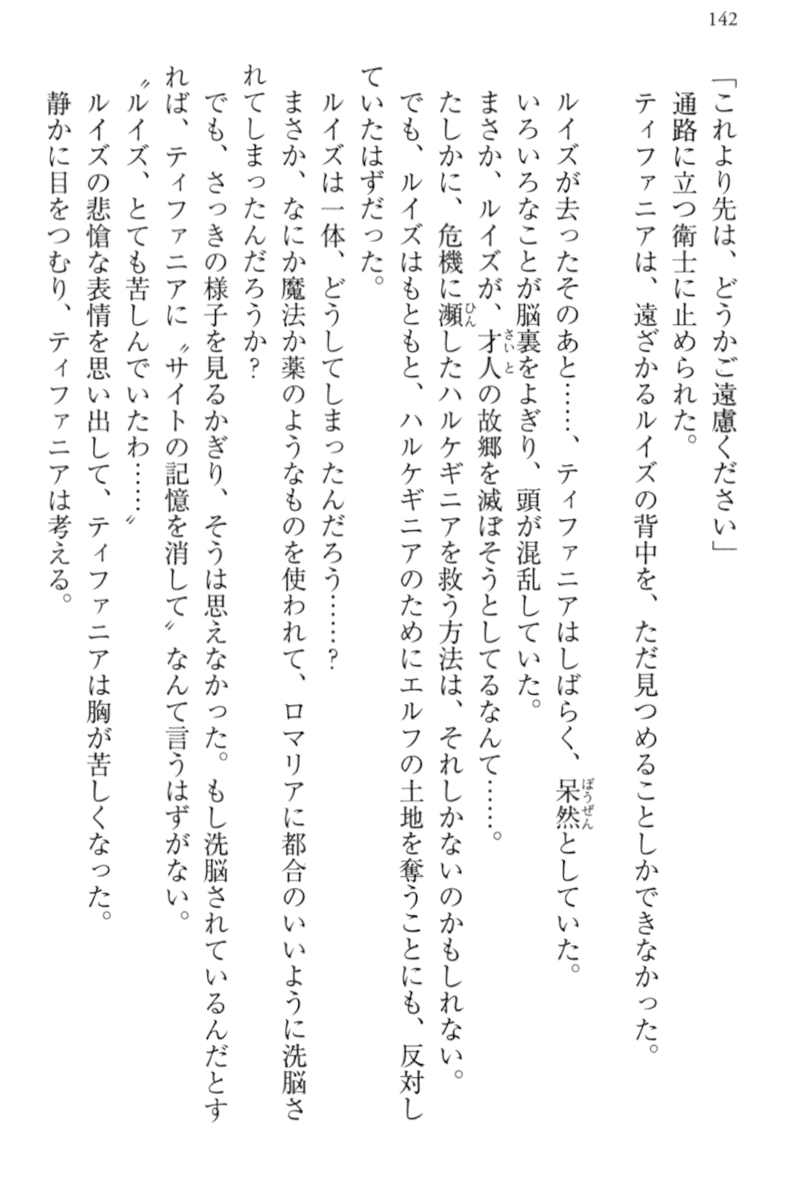 142
「これより先は、どうかご遠慮ください」
通路に立つ衛士に止められた。
ティファニアは、遠ざかるルイズの背中を、ただ見つめることしかできなかった。
ルイズが去ったそのあと……、ティファニアはしばらく、呆然としていた。
いろいろなことが脳裏をよぎり、頭が混乱していた。
まさか、ルイズが、才人の故郷を滅ぼそうとしてるなんて……。
たしかに、危機に瀕したハルケギニアを救う方法は、それしかないのかもしれない。
でも、ルイズはもともと、ハルケギニアのためにエルフの土地を奪うことにも、反対し
ていたはずだった。
ルイズは一体、どうしてしまったんだろう……?
まさか、なにか魔法か薬のようなものを使われて、ロマリアに都合のいいように洗脳さ
れてしまったんだろうか?
でも、さっきの様子を見るかぎり、そうは思えなかった。もし洗脳されているんだとす
れば、ティファニアに〝サイトの記憶を消して〟なんて言うはずがない。
〝ルイズ、とても苦しんでいたわ……〟
ルイズの悲愴な表情を思い出して、ティファニアは胸が苦しくなった。
静かに目をつむり、ティファニアは考える。